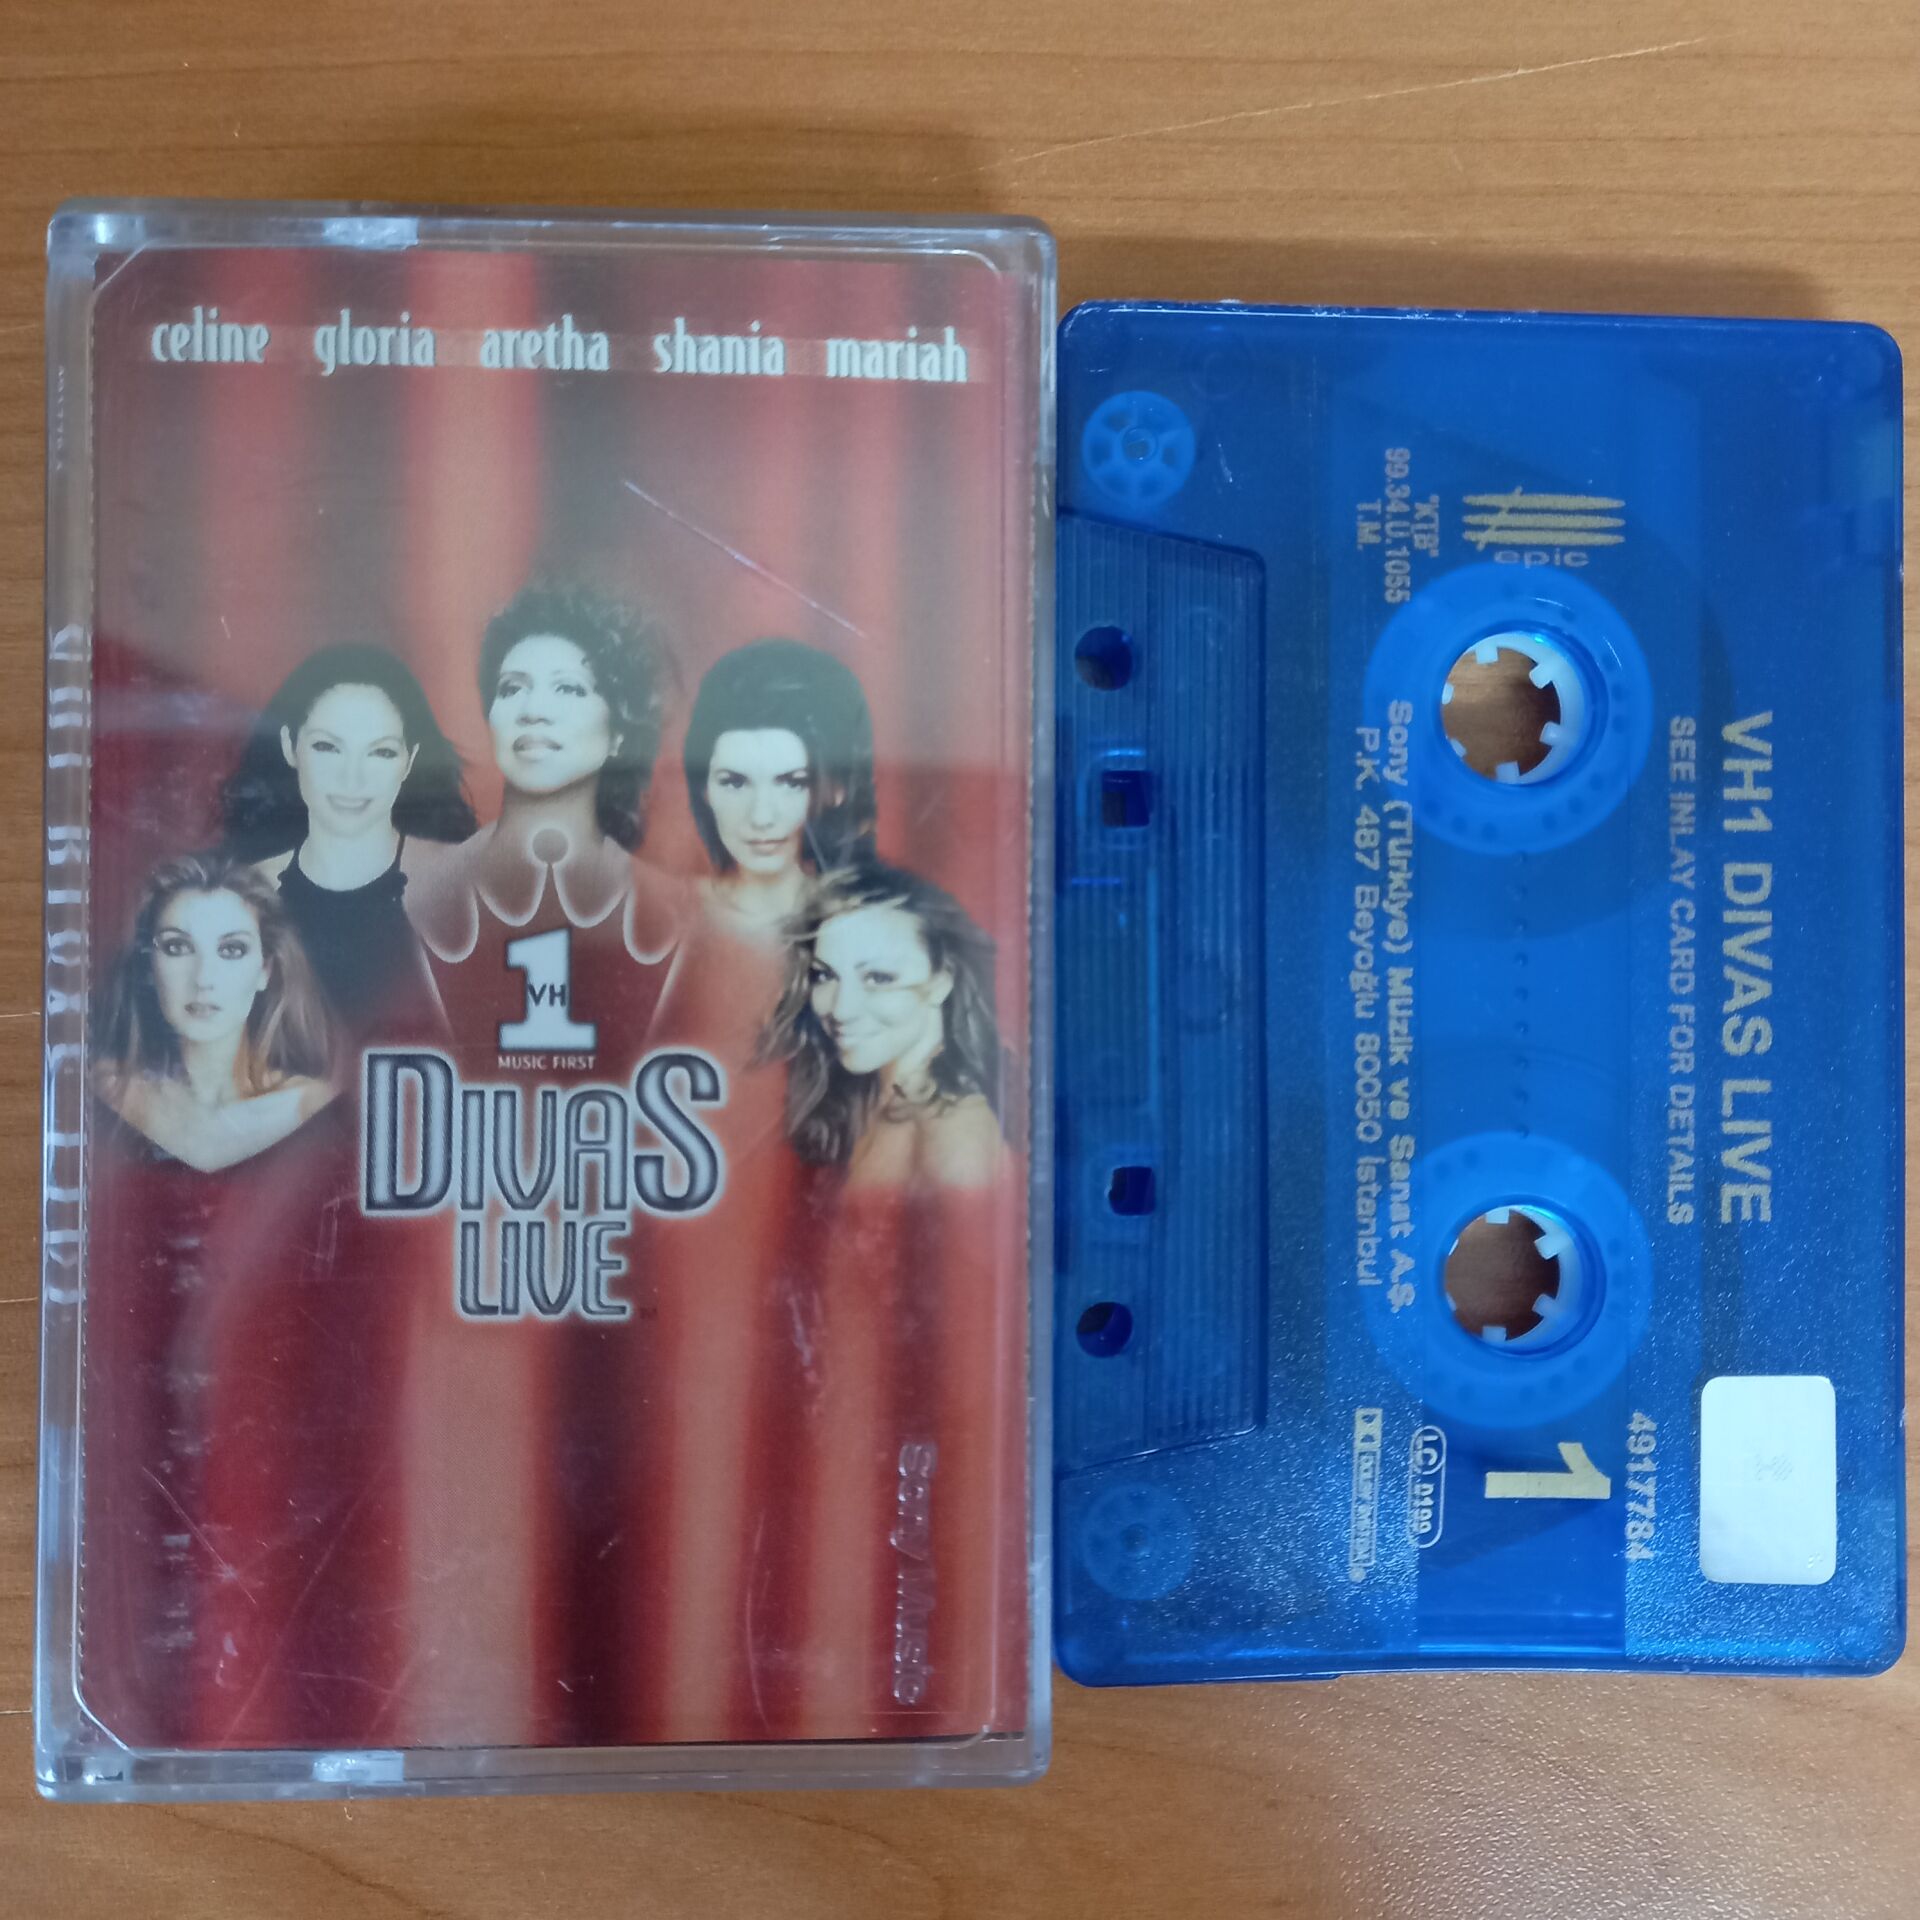 celine gloria aretha shania mariah
1
VH
MUSIC FIRST
DIVAS
LIVE
Sony Music
VH1 DIVAS LIVE
SEE INLAY CARD FOR DETAILS
epic
"KTB"
99.34.U.1055
T.M.
Sony (Türkiye) Müzik ve Sanat A.Ş.
P.K. 487 Beyoğlu 80050 İstanbul
1
4917784
LC 0199